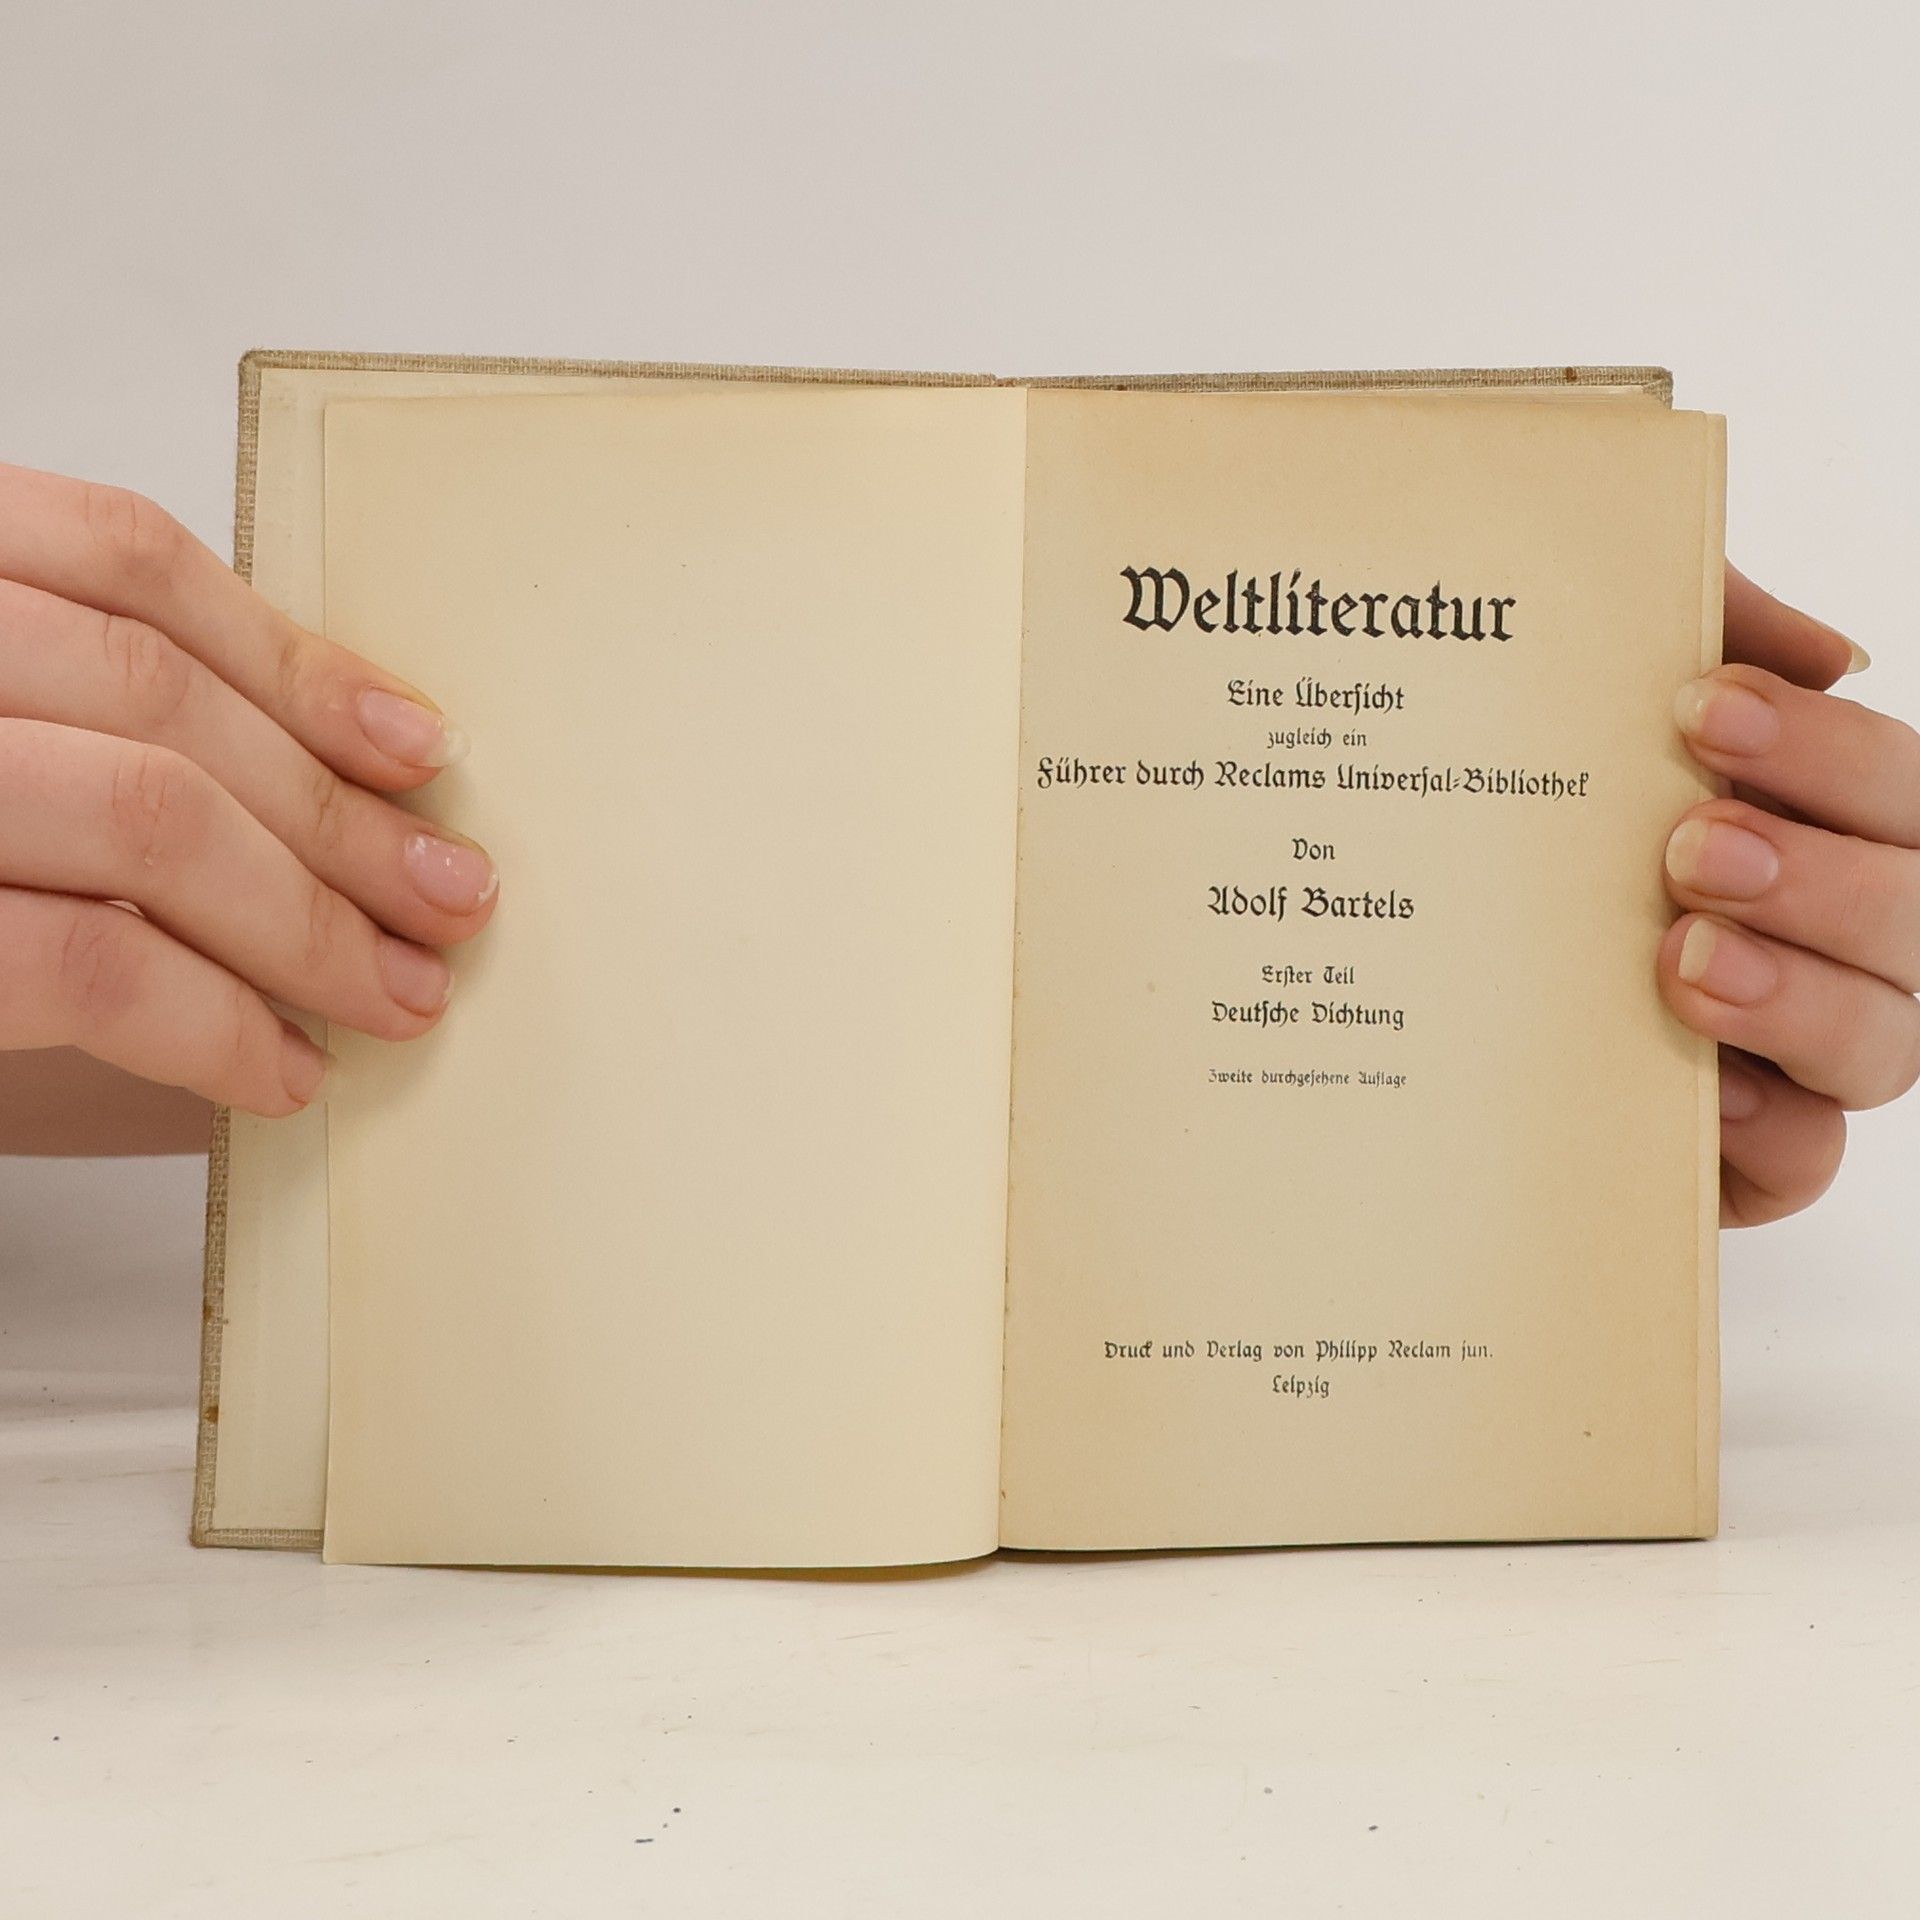 Weltliteratur
Eine Übersicht
zugleich ein
Führer durch Reclams Universal-Bibliothek
Von
Adolf Bartels
Erster Teil
Deutsche Dichtung
Zweite durchgesehene Auflage
Druck und Verlag von Philipp Reclam jun.
Leipzig